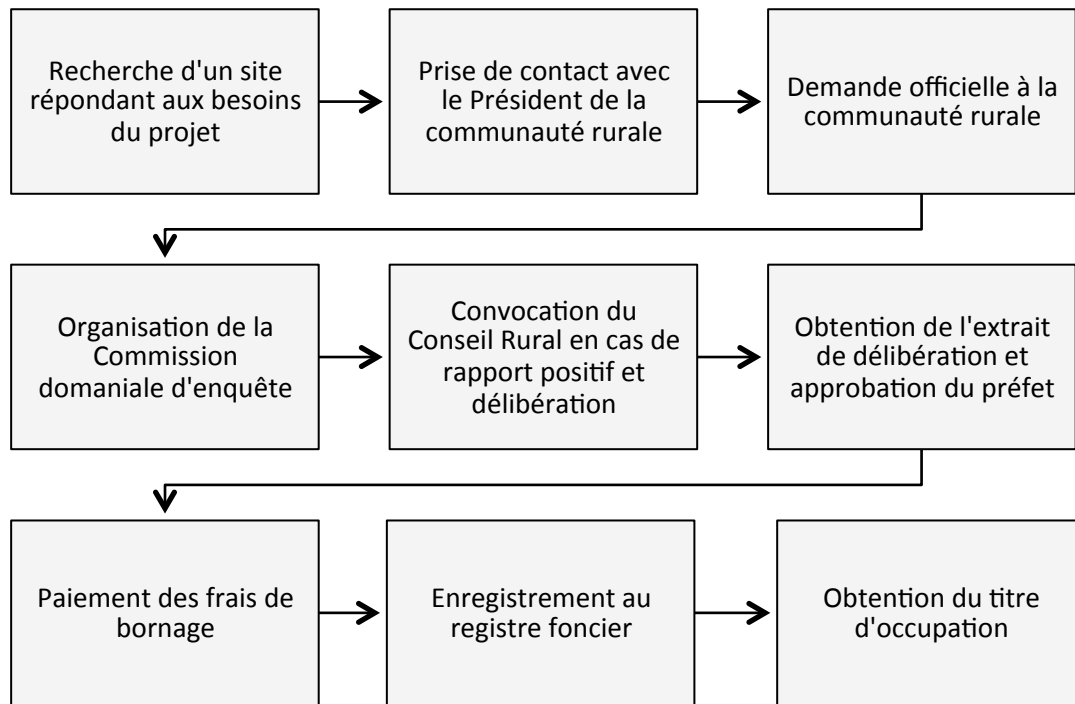 Recherche d'un site
répondant aux besoins
du projet
Prise de contact avec
le Président de la
communauté rurale
Demande officielle à la
communauté rurale
Organisation de la
Commission
domaniale d'enquête
Convocation du
Conseil Rural en cas de
rapport positif et
délibération
Obtention de l'extrait
de délibération et
approbation du préfet
Paiement des frais de
bornage
Enregistrement au
registre foncier
Obtention du titre
d'occupation